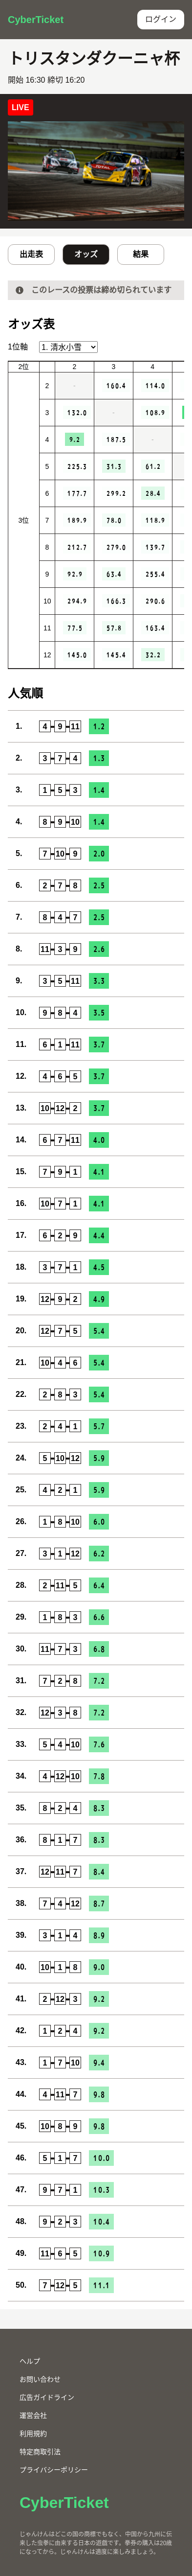 CyberTicket
ログイン
トリスタンダクーニャ杯
開始 16:30 締切 16:20
LIVE
出走表
オッズ
結果
このレースの投票は締め切られています
オッズ表
1位軸 1. 清水小雪
2位 2 3 4
3位
2 - 160.4 114.0
3 132.0 - 108.9
4 9.2 187.5 -
5 225.3 31.3 61.2
6 177.7 299.2 28.4
7 189.9 78.0 118.9
8 212.7 279.0 139.7
9 92.9 63.4 255.4
10 294.9 166.3 290.6
11 77.5 57.8 163.4
12 145.0 145.4 32.2
人気順
1. 4-9-11 1.2
2. 3-7-4 1.3
3. 1-5-3 1.4
4. 8-9-10 1.4
5. 7-10-9 2.0
6. 2-7-8 2.5
7. 8-4-7 2.5
8. 11-3-9 2.6
9. 3-5-11 3.3
10. 9-8-4 3.5
11. 6-1-11 3.7
12. 4-6-5 3.7
13. 10-12-2 3.7
14. 6-7-11 4.0
15. 7-9-1 4.1
16. 10-7-1 4.1
17. 6-2-9 4.4
18. 3-7-1 4.5
19. 12-9-2 4.9
20. 12-7-5 5.4
21. 10-4-6 5.4
22. 2-8-3 5.4
23. 2-4-1 5.7
24. 5-10-12 5.9
25. 4-2-1 5.9
26. 1-8-10 6.0
27. 3-1-12 6.2
28. 2-11-5 6.4
29. 1-8-3 6.6
30. 11-7-3 6.8
31. 7-2-8 7.2
32. 12-3-8 7.2
33. 5-4-10 7.6
34. 4-12-10 7.8
35. 8-2-4 8.3
36. 8-1-7 8.3
37. 12-11-7 8.4
38. 7-4-12 8.7
39. 3-1-4 8.9
40. 10-1-8 9.0
41. 2-12-3 9.2
42. 1-2-4 9.2
43. 1-7-10 9.4
44. 4-11-7 9.8
45. 10-8-9 9.8
46. 5-1-7 10.0
47. 9-7-1 10.3
48. 9-2-3 10.4
49. 11-6-5 10.9
50. 7-12-5 11.1
ヘルプ
お問い合わせ
広告ガイドライン
運営会社
利用規約
特定商取引法
プライバシーポリシー
CyberTicket
じゃんけんはどこの国の商標でもなく、中国から九州に伝
来した虫拳に由来する日本の遊戯です。拳券の購入は20歳
になってから。じゃんけんは適度に楽しみましょう。